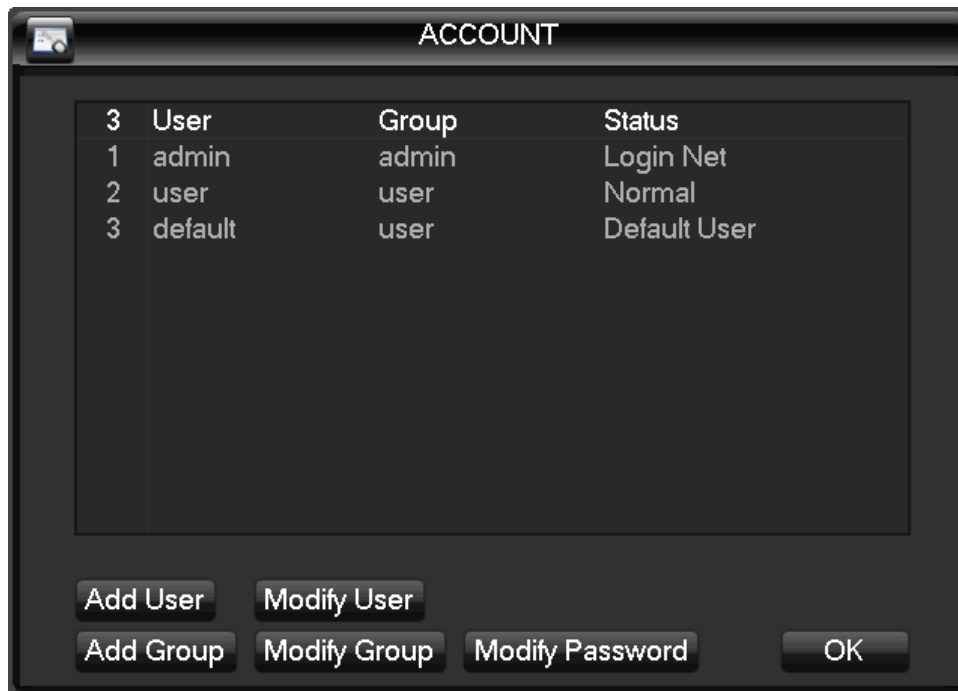 ACCOUNT
3 User Group Status
1 admin admin Login Net
2 user user Normal
3 default user Default User
Add User Modify User
Add Group Modify Group Modify Password OK